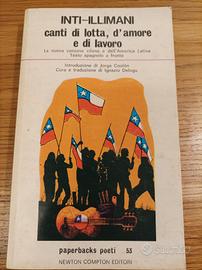 INTI-ILLIMANI
canti di lotta, d'amore
e di lavoro
La nuova canzone cilena e dell'America Latina
Testo spagnolo a fronte
Introduzione di Jorge Coulón
Cura e traduzione di Ignazio Delogu
paperbacks poeti 53
NEWTON COMPTON EDITORI
subito